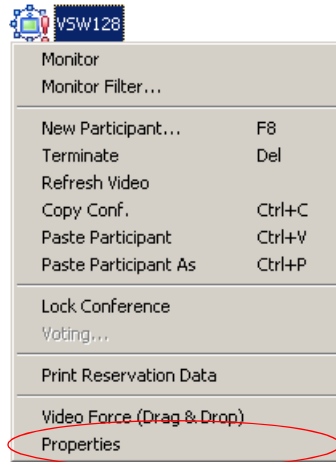 VSW128
Monitor
Monitor Filter...
New Participant... F8
Terminate Del
Refresh Video
Copy Conf. Ctrl+C
Paste Participant Ctrl+V
Paste Participant As Ctrl+P
Lock Conference
Voting...
Print Reservation Data
Video Force (Drag & Drop)
Properties